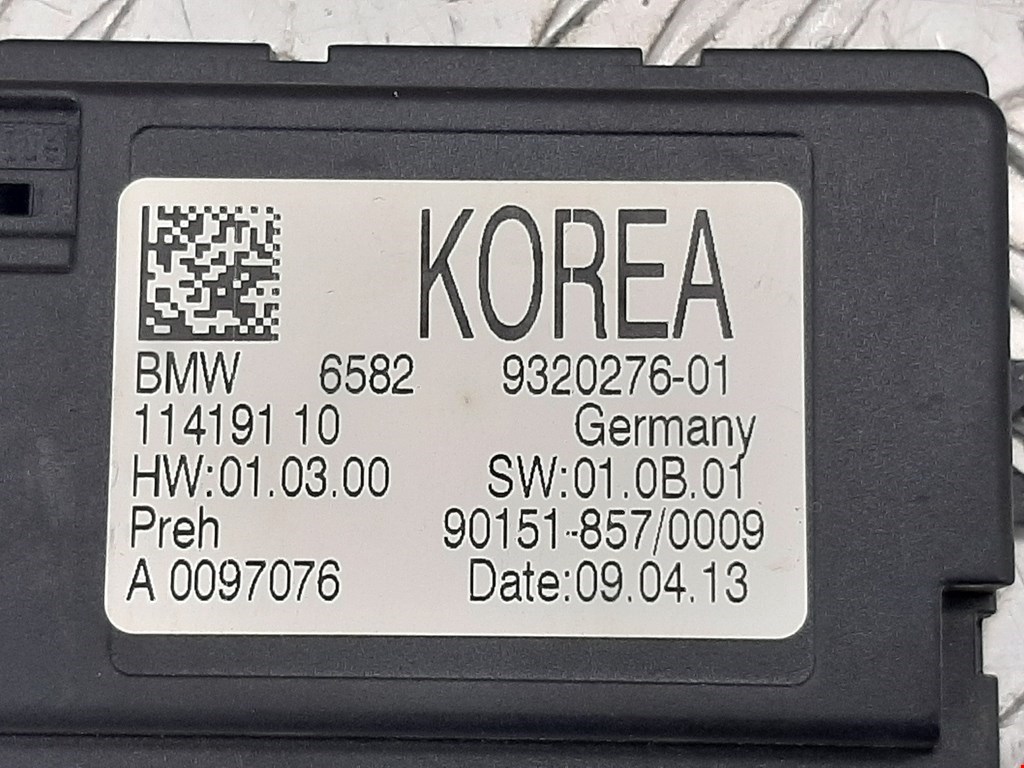 KOREA
BMW 6582 9320276-01
114191 10 Germany
HW:01.03.00 SW:01.0B.01
Preh 90151-857/0009
A 0097076 Date:09.04.13